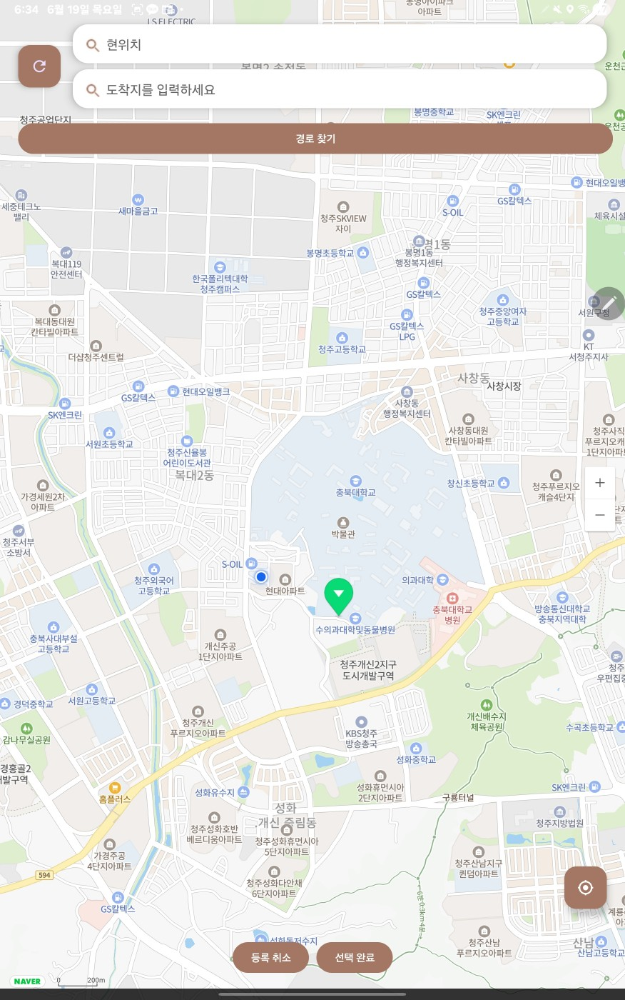 6:34 6월 19일 목요일
LS ELECTRIC
봉명아이파크
아파트
현위치
봉명2.송정동
운천근
도착지를 입력하세요
봉명중학교
SK엔크린
청주공업단지
운천공
경로 찾기
현대오일뱅
세중테크노
밸리
새마을금고
청주SKVIEW
자이
S-OIL
GS칼텍스
체육시설
복대119
안전센터
봉명초등학교
봉명1동
봉명1동
행정복지센터
한국폴리텍대학
청주캠퍼스
GS칼텍스
복대동대원
칸타빌아파트
GS칼텍스
LPG
청주중앙여자
고등학교
서원구청
더샵청주센트럴
청주고등학교
KT
서청주지사
GS칼텍스
현대오일뱅크
사창동
사창시장
SK엔크린
사창동
행정복지센터
서원초등학교
청주신율봉
어린이도서관
복대2동
사창동대원
칸타빌아파트
청주사직
푸르지오캐
1단지아파
가경세원2차
아파트
충북대학교
창신초등학교
청주푸르지오
캐슬4단지
+
−
청주서부
소방서
박물관
S-OIL
청주외국어
고등학교
현대아파트
의과대학
충북대학교
병원
방송통신대학교
충북지역대학
수의과대학및동물병원
충북사대부설
고등학교
개신주공
1단지아파트
청주개신2지구
도시개발구역
청주
우편집중
경덕중학교
서원고등학교
청주개신
푸르지오아파트
KBS청주
방송총국
개신배수지
체육공원
수곡초등학교
감나무실공원
성화중학교
경홍골2
개발구역
홈플러스
성화유수지
성화휴먼시아
2단지아파트
구룡터널
SK엔크린
성화
.개신.죽림동
청주지방법원
청주성화호반
베르디움아파트
청주성화휴먼시아
5단지아파트
가경주공
4단지아파트
청주산남지구
퀸덤아파트
594
청주성화다안채
6단지아파트
6분 0.3km 4분
GS칼텍스
계룡
성화동저수지
청주산남
푸르지오아파트
산남
산남고등학교
등록 취소
선택 완료
NAVER
0
200m